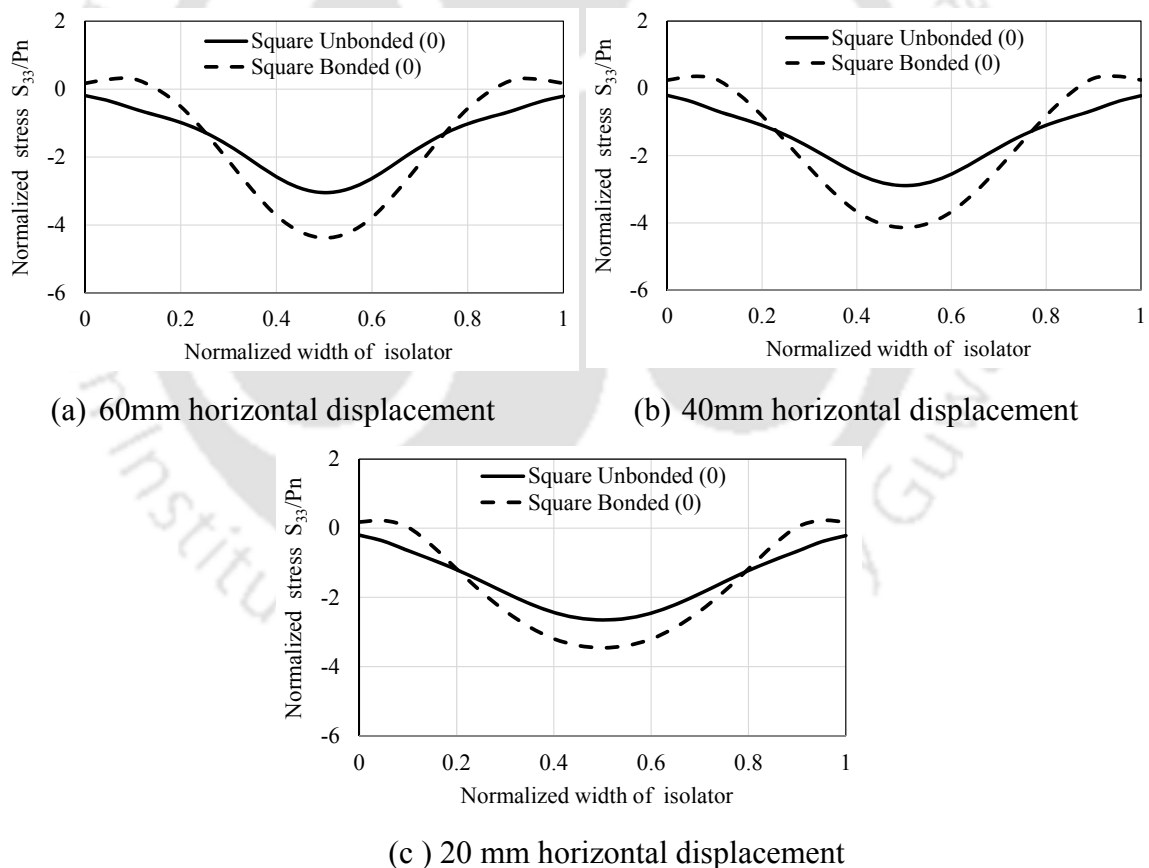 2
0
-2
-4
-6
Normalized stress S33/Pn
Square Unbonded (0)
Square Bonded (0)
0 0.2 0.4 0.6 0.8 1
Normalized width of isolator
(a) 60mm horizontal displacement
2
0
-2
-4
-6
Normalized stress S33/Pn
Square Unbonded (0)
Square Bonded (0)
0 0.2 0.4 0.6 0.8 1
Normalized width of isolator
(b) 40mm horizontal displacement
2
0
-2
-4
-6
Normalized stress S33/Pn
Square Unbonded (0)
Square Bonded (0)
0 0.2 0.4 0.6 0.8 1
Normalized width of isolator
(c ) 20 mm horizontal displacement